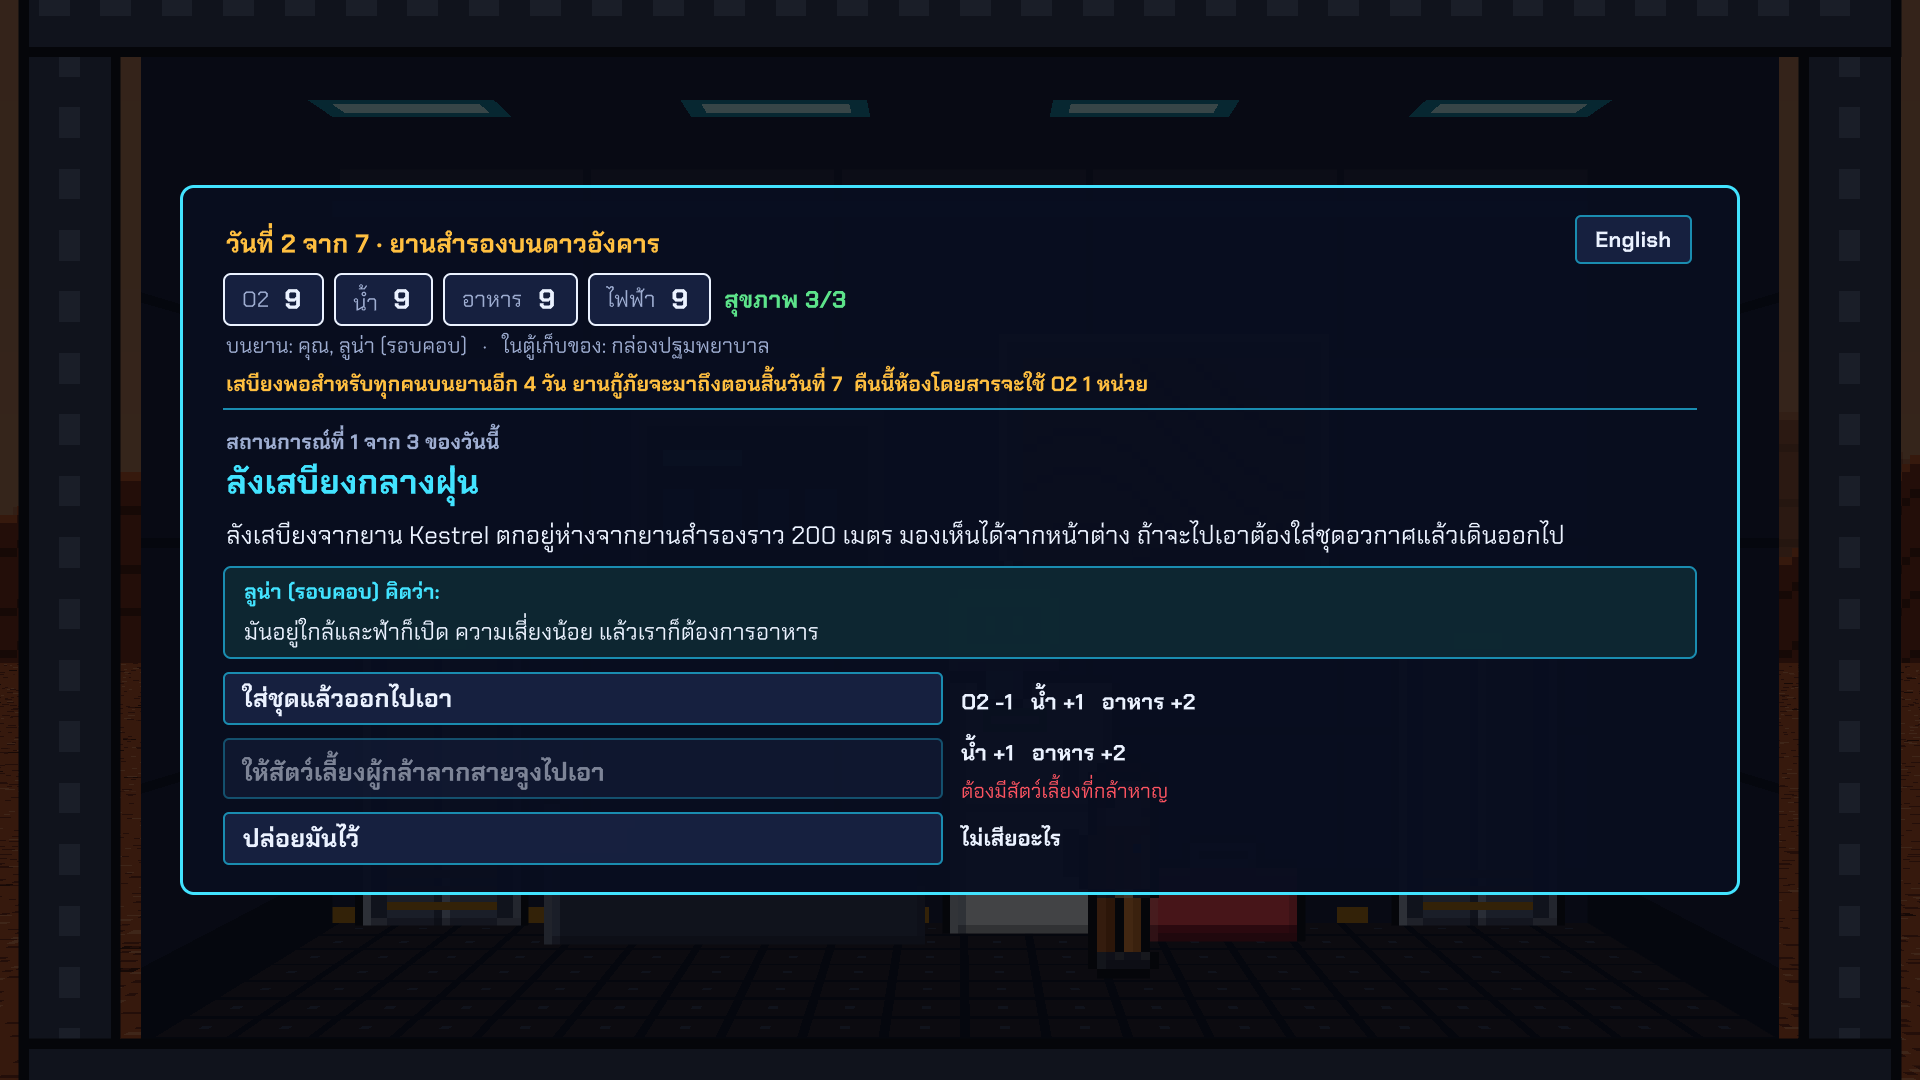 วันที่ 2 จาก 7 · ยานสำรองบนดาวอังคาร
English
O2 9 น้ำ 9 อาหาร 9 ไฟฟ้า 9 สุขภาพ 3/3
บนยาน: คุณ, ลูน่า (รอบคอบ) · ในตู้เก็บของ: กล่องปฐมพยาบาล
เสบียงพอสำหรับทุกคนบนยานอีก 4 วัน ยานกู้ภัยจะมาถึงตอนสิ้นวันที่ 7 คืนนี้ห้องโดยสารจะใช้ O2 1 หน่วย
สถานการณ์ที่ 1 จาก 3 ของวันนี้
ลังเสบียงกลางฝุ่น
ลังเสบียงจากยาน Kestrel ตกอยู่ห่างจากยานสำรองราว 200 เมตร มองเห็นได้จากหน้าต่าง ถ้าจะไปเอาต้องใส่ชุดอวกาศแล้วเดินออกไป
ลูน่า (รอบคอบ) คิดว่า:
มันอยู่ใกล้และฟ้าก็เปิด ความเสี่ยงน้อย แล้วเราก็ต้องการอาหาร
ใส่ชุดแล้วออกไปเอา
O2 -1 น้ำ +1 อาหาร +2
ให้สัตว์เลี้ยงผู้กล้าลากสายจูงไปเอา
น้ำ +1 อาหาร +2
ต้องมีสัตว์เลี้ยงที่กล้าหาญ
ปล่อยมันไว้
ไม่เสียอะไร